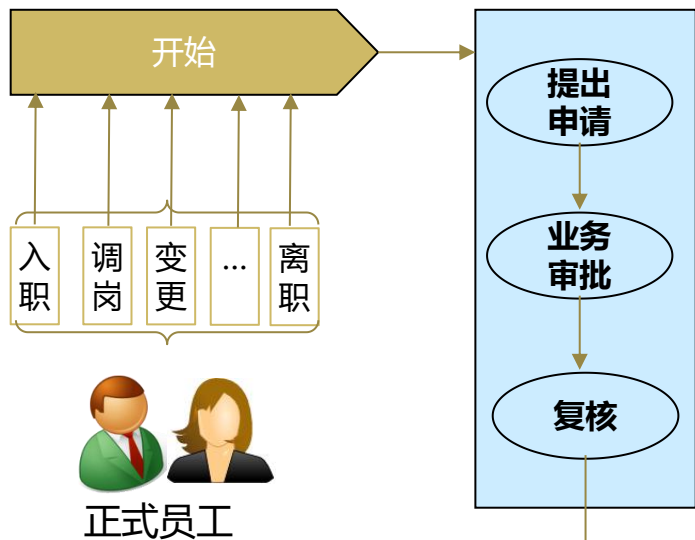 开始
提出
申请
业务
审批
复核
入职
调岗
变更
...
离职
正式员工